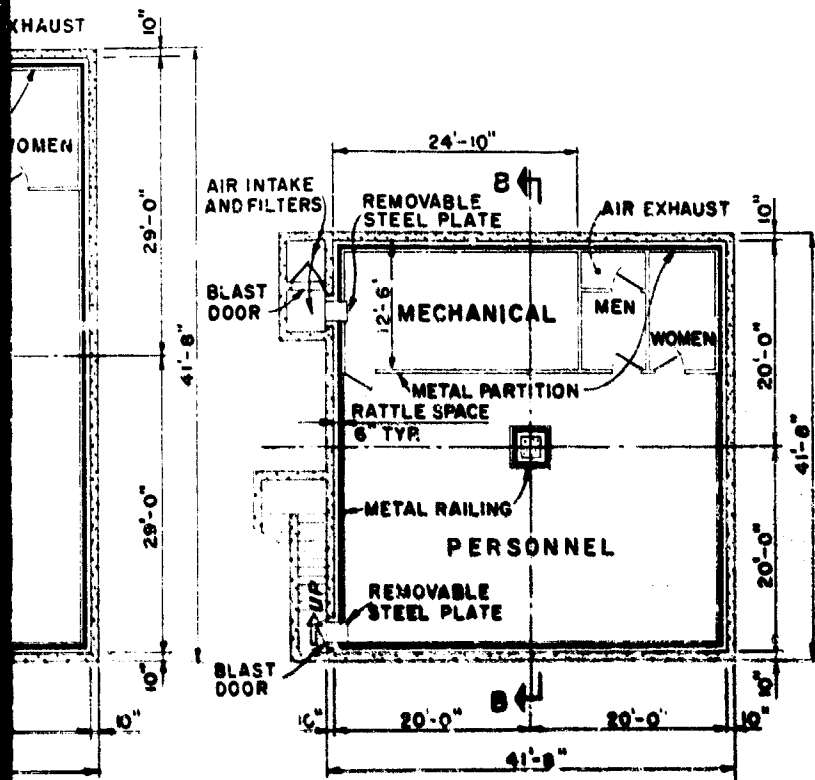 XHAUST
10"
WOMEN
29'-0"
41'-8"
29'-0"
10"
10"
24'-10"
B
AIR INTAKE
AND FILTERS
REMOVABLE
STEEL PLATE
AIR EXHAUST
10"
BLAST
DOOR
12'-6"
MECHANICAL
MEN
WOMEN
20'-0"
METAL PARTITION
RATTLE SPACE
6" TYP.
41'-8"
METAL RAILING
PERSONNEL
20'-0"
REMOVABLE
STEEL PLATE
UP
BLAST
DOOR
B
10"
10"
20'-0"
20'-0"
10"
41'-8"